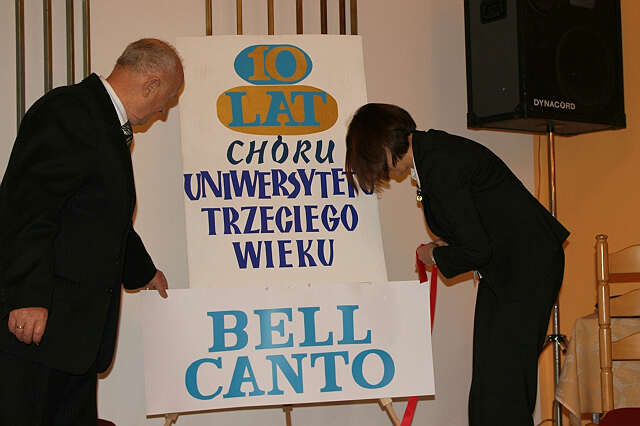 10
LAT
CHÓRU
UNIWERSYTETU
TRZECIEGO
WIEKU
BELL
CANTO
DYNACORD